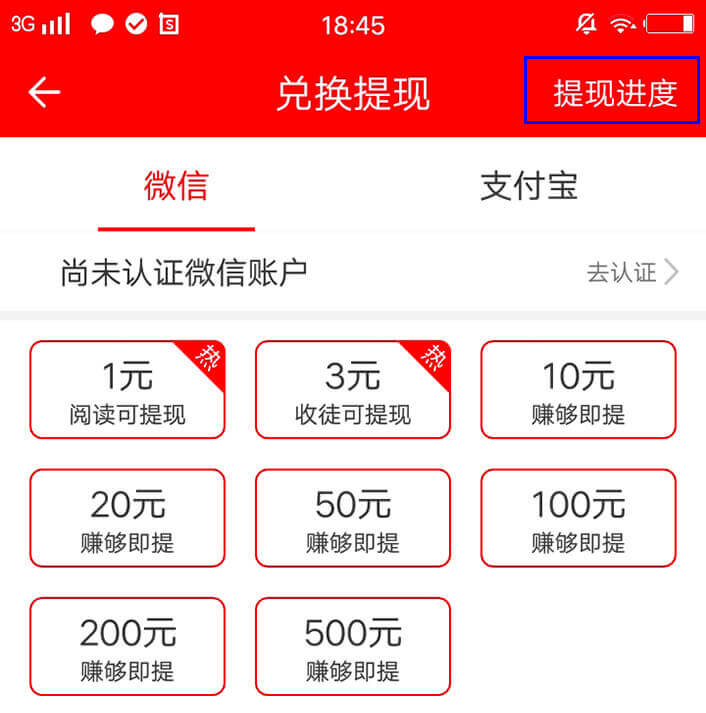 3G 18:45
兑换提现 提现进度
微信 支付宝
尚未认证微信账户 去认证
1元 热 3元 热 10元
阅读可提现 收徒可提现 赚够即提
20元 50元 100元
赚够即提 赚够即提 赚够即提
200元 500元
赚够即提 赚够即提